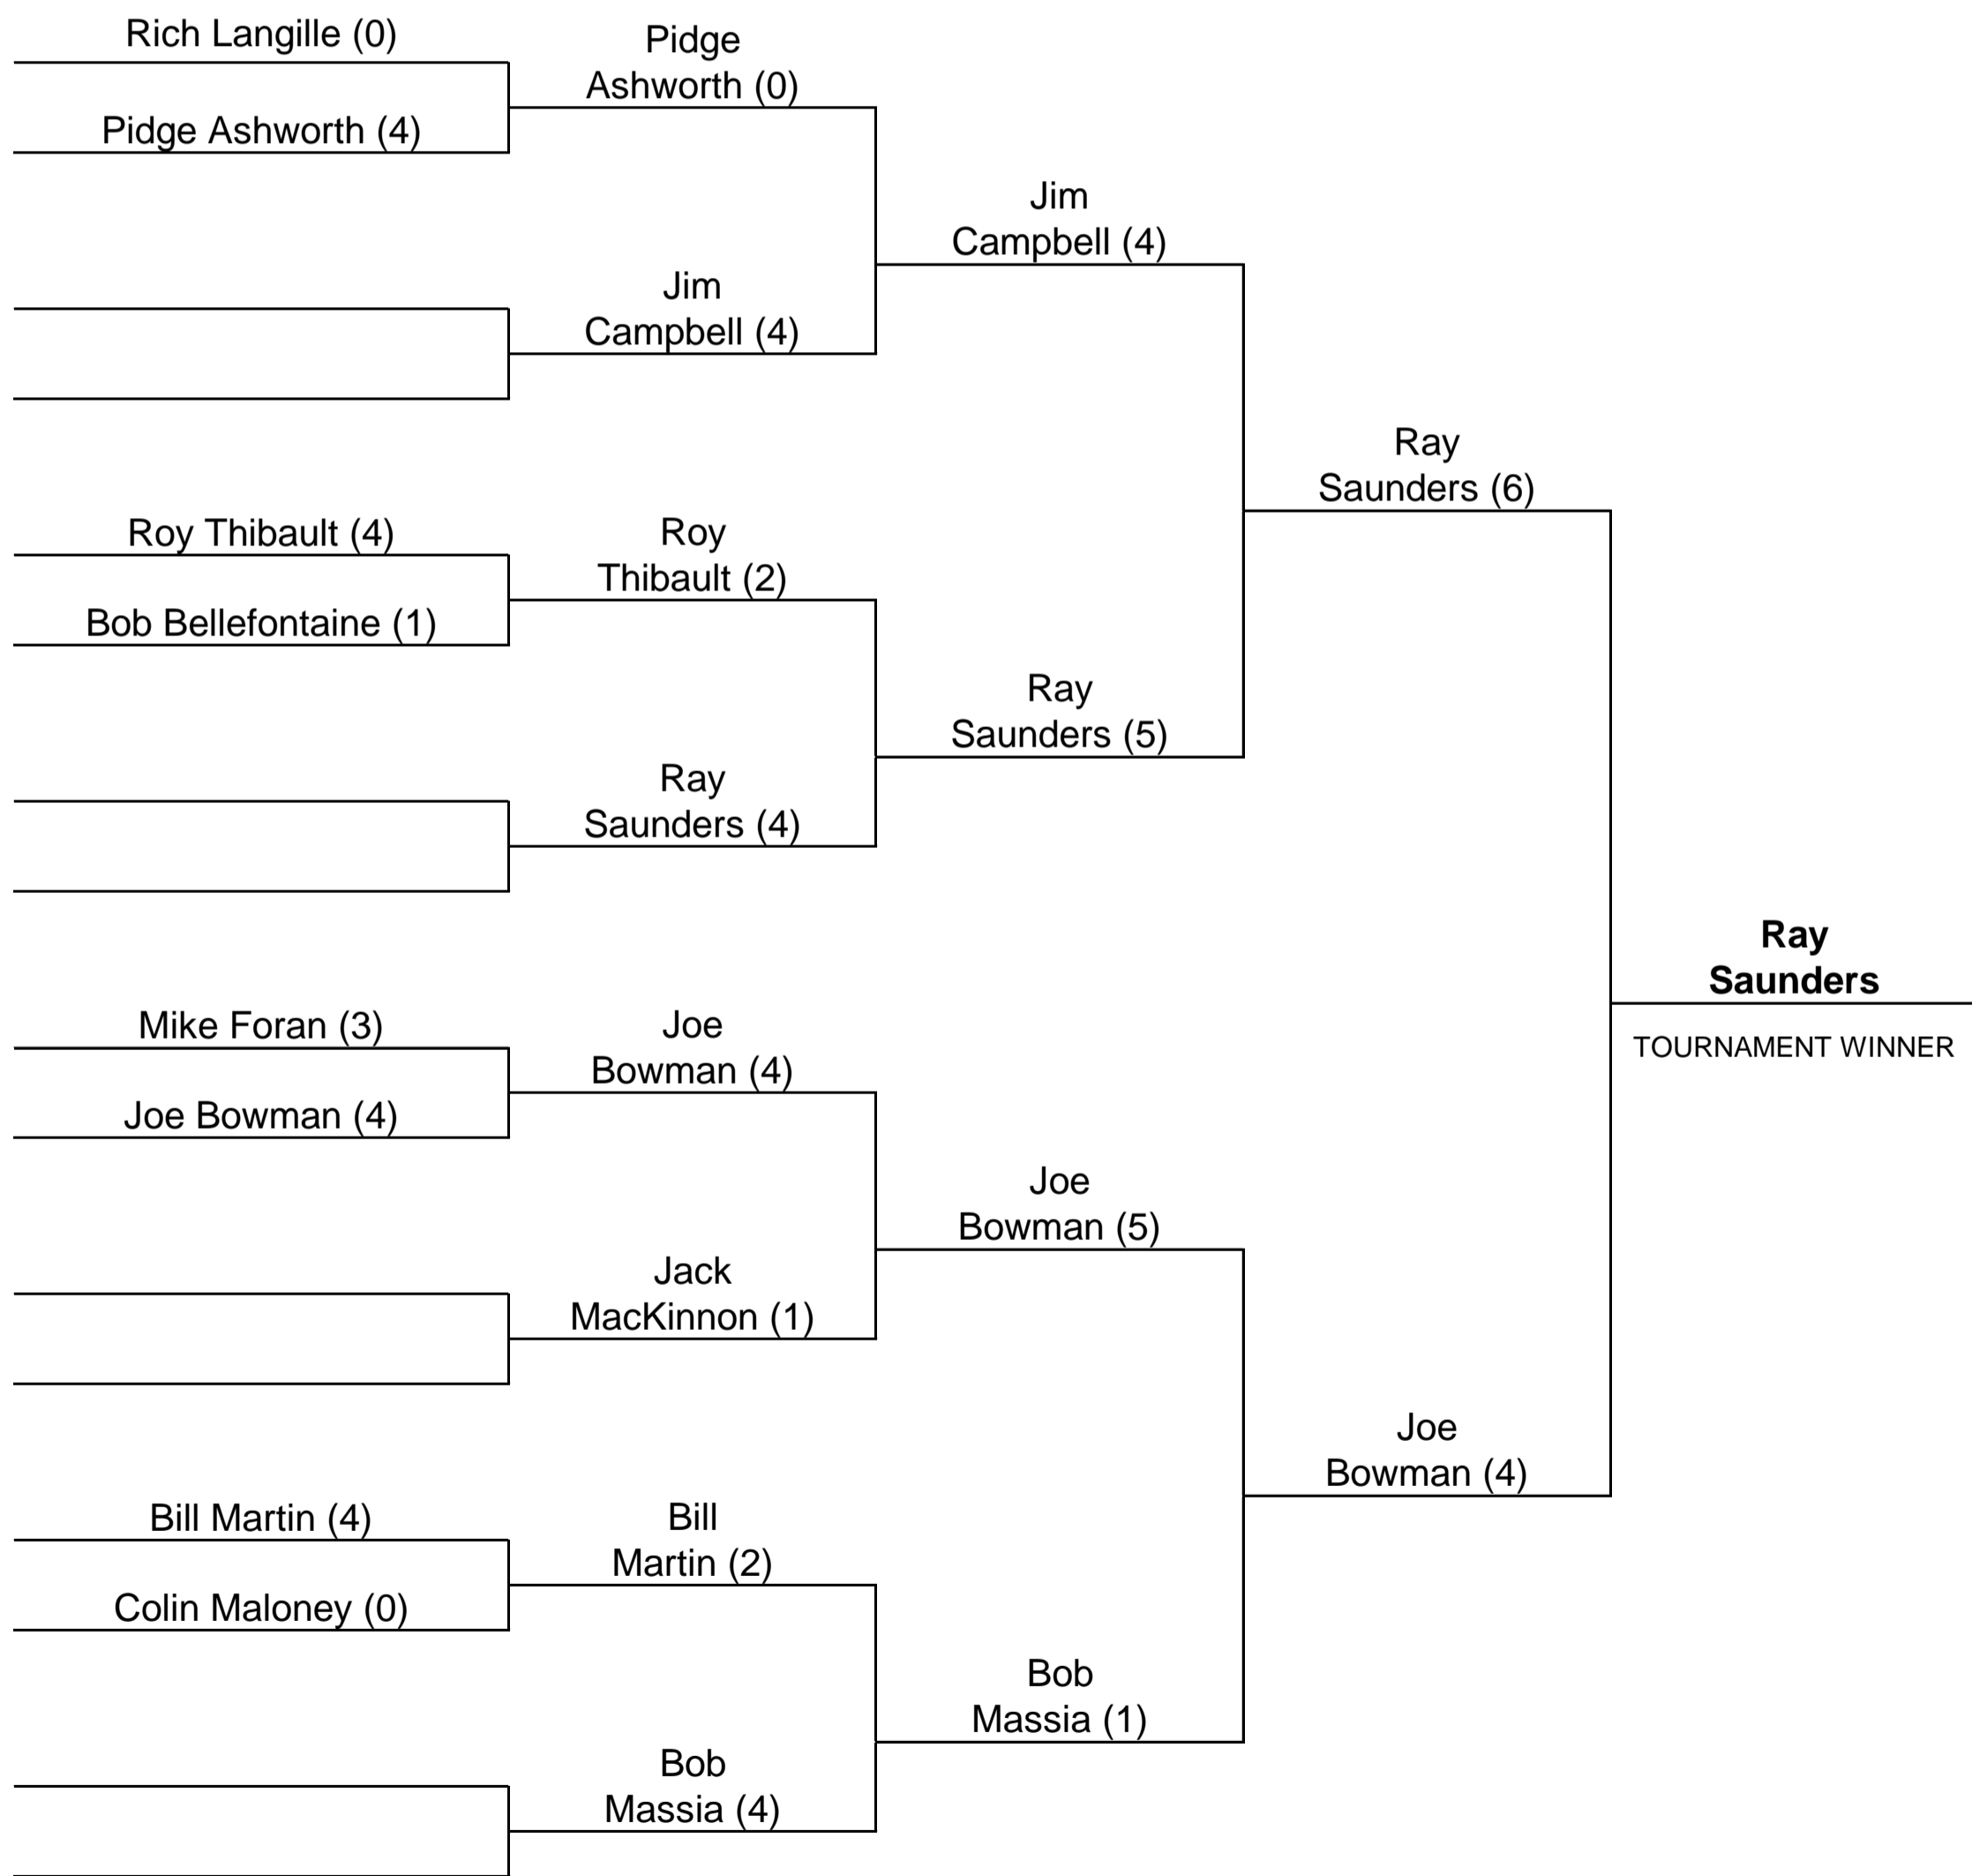 Rich Langille (0)
Pidge Ashworth (4)
Roy Thibault (4)
Bob Bellefontaine (1)
Mike Foran (3)
Joe Bowman (4)
Bill Martin (4)
Colin Maloney (0)
Pidge
Ashworth (0)
Jim
Campbell (4)
Roy
Thibault (2)
Ray
Saunders (4)
Joe
Bowman (4)
Jack
MacKinnon (1)
Bill
Martin (2)
Bob
Massia (4)
Jim
Campbell (4)
Ray
Saunders (5)
Joe
Bowman (5)
Bob
Massia (1)
Ray
Saunders (6)
Joe
Bowman (4)
Ray
Saunders
TOURNAMENT WINNER